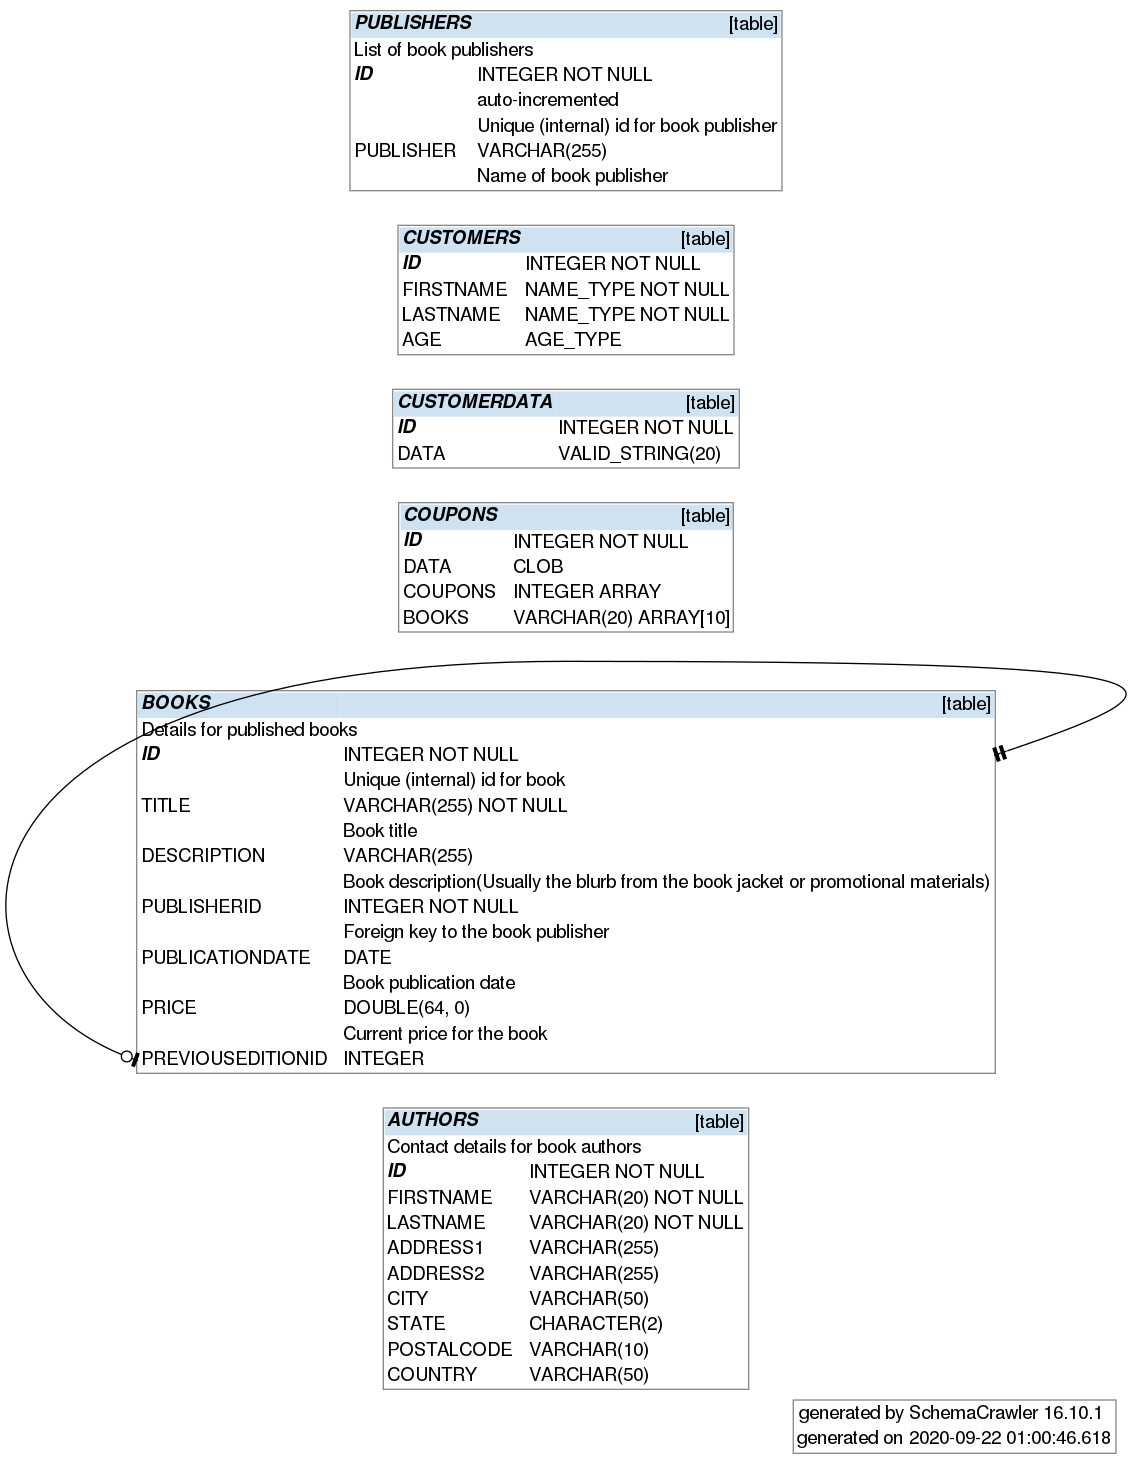 PUBLISHERS [table]
List of book publishers
ID INTEGER NOT NULL
auto-incremented
Unique (internal) id for book publisher
PUBLISHER VARCHAR(255)
Name of book publisher
CUSTOMERS [table]
ID INTEGER NOT NULL
FIRSTNAME NAME_TYPE NOT NULL
LASTNAME NAME_TYPE NOT NULL
AGE AGE_TYPE
CUSTOMERDATA [table]
ID INTEGER NOT NULL
DATA VALID_STRING(20)
COUPONS [table]
ID INTEGER NOT NULL
DATA CLOB
COUPONS INTEGER ARRAY
BOOKS VARCHAR(20) ARRAY[10]
BOOKS [table]
Details for published books
ID INTEGER NOT NULL
Unique (internal) id for book
TITLE VARCHAR(255) NOT NULL
Book title
DESCRIPTION VARCHAR(255)
Book description(Usually the blurb from the book jacket or promotional materials)
PUBLISHERID INTEGER NOT NULL
Foreign key to the book publisher
PUBLICATIONDATE DATE
Book publication date
PRICE DOUBLE(64, 0)
Current price for the book
PREVIOUSEDITIONID INTEGER
AUTHORS [table]
Contact details for book authors
ID INTEGER NOT NULL
FIRSTNAME VARCHAR(20) NOT NULL
LASTNAME VARCHAR(20) NOT NULL
ADDRESS1 VARCHAR(255)
ADDRESS2 VARCHAR(255)
CITY VARCHAR(50)
STATE CHARACTER(2)
POSTALCODE VARCHAR(10)
COUNTRY VARCHAR(50)
generated by SchemaCrawler 16.10.1
generated on 2020-09-22 01:00:46.618